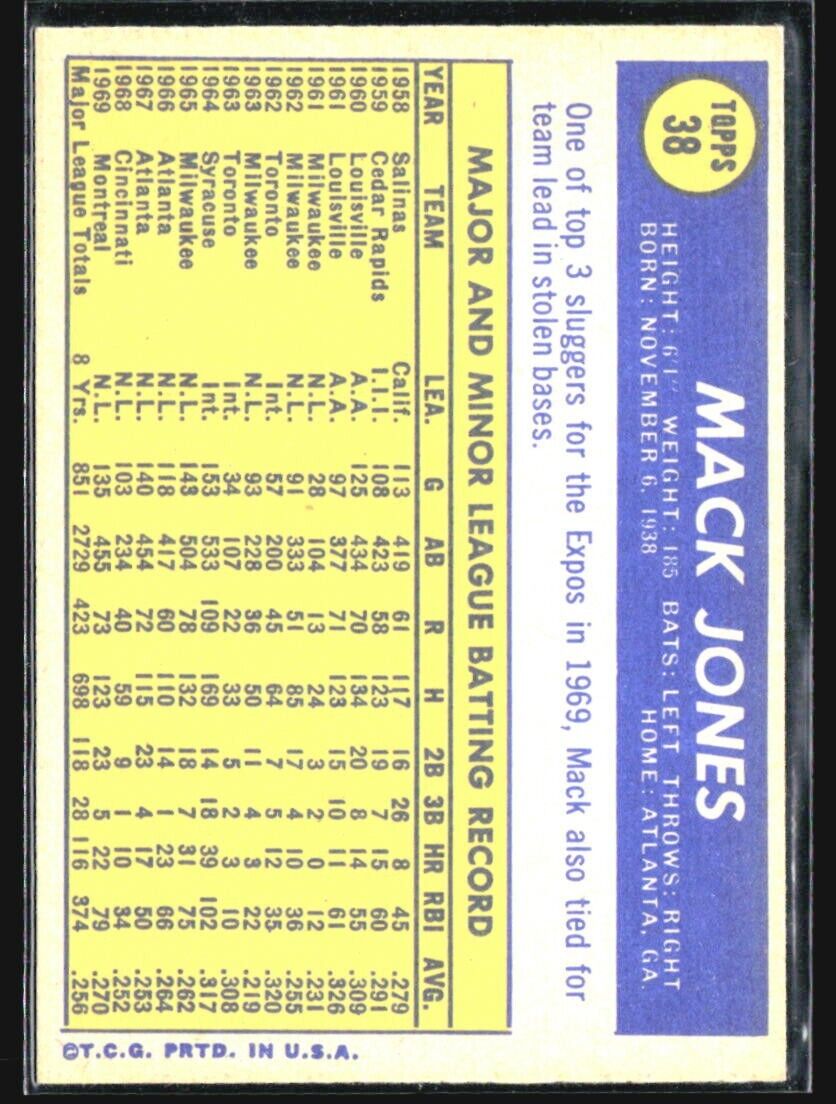 TOPPS
38
MACK JONES
HEIGHT: 6'1" WEIGHT: 185 BATS: LEFT THROWS: RIGHT
BORN: NOVEMBER 6, 1938 HOME: ATLANTA, GA.
One of top 3 sluggers for the Expos in 1969, Mack also tied for
team lead in stolen bases.
MAJOR AND MINOR LEAGUE BATTING RECORD
YEAR TEAM LEA. G AB R H 2B 3B HR RBI AVG.
1958 Salinas Calif. 113 419 61 117 16 26 8 45 .279
1959 Cedar Rapids I.I.I. 108 423 58 123 19 7 15 60 .291
1960 Louisville A.A. 125 434 70 134 20 8 14 55 .309
1961 Louisville A.A. 97 377 71 123 15 10 11 61 .326
1961 Milwaukee N.L. 28 104 13 24 3 2 0 12 .231
1962 Milwaukee N.L. 91 333 51 85 17 4 10 36 .255
1962 Toronto Int. 57 200 45 64 7 5 12 35 .320
1963 Milwaukee N.L. 93 228 36 50 11 4 3 22 .219
1963 Toronto Int. 34 107 22 33 5 2 3 10 .308
1964 Syracuse Int. 153 533 109 169 14 18 39 102 .317
1965 Milwaukee N.L. 143 504 78 132 18 7 31 75 .262
1966 Atlanta N.L. 118 417 60 110 14 1 23 66 .264
1967 Atlanta N.L. 140 454 72 115 23 4 17 50 .253
1968 Cincinnati N.L. 103 234 40 59 9 1 10 34 .252
1969 Montreal N.L. 135 455 73 123 23 5 22 79 .270
Major League Totals 8 Yrs. 851 2729 423 698 118 28 116 374 .256
©T.C.G. PRTD. IN U.S.A.